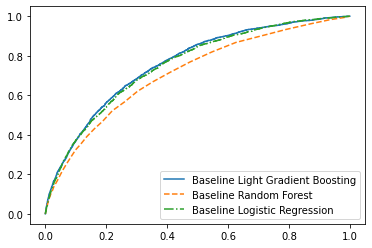 1.0
0.8
0.6
0.4
0.2
0.0
Baseline Light Gradient Boosting
Baseline Random Forest
Baseline Logistic Regression
0.0 0.2 0.4 0.6 0.8 1.0